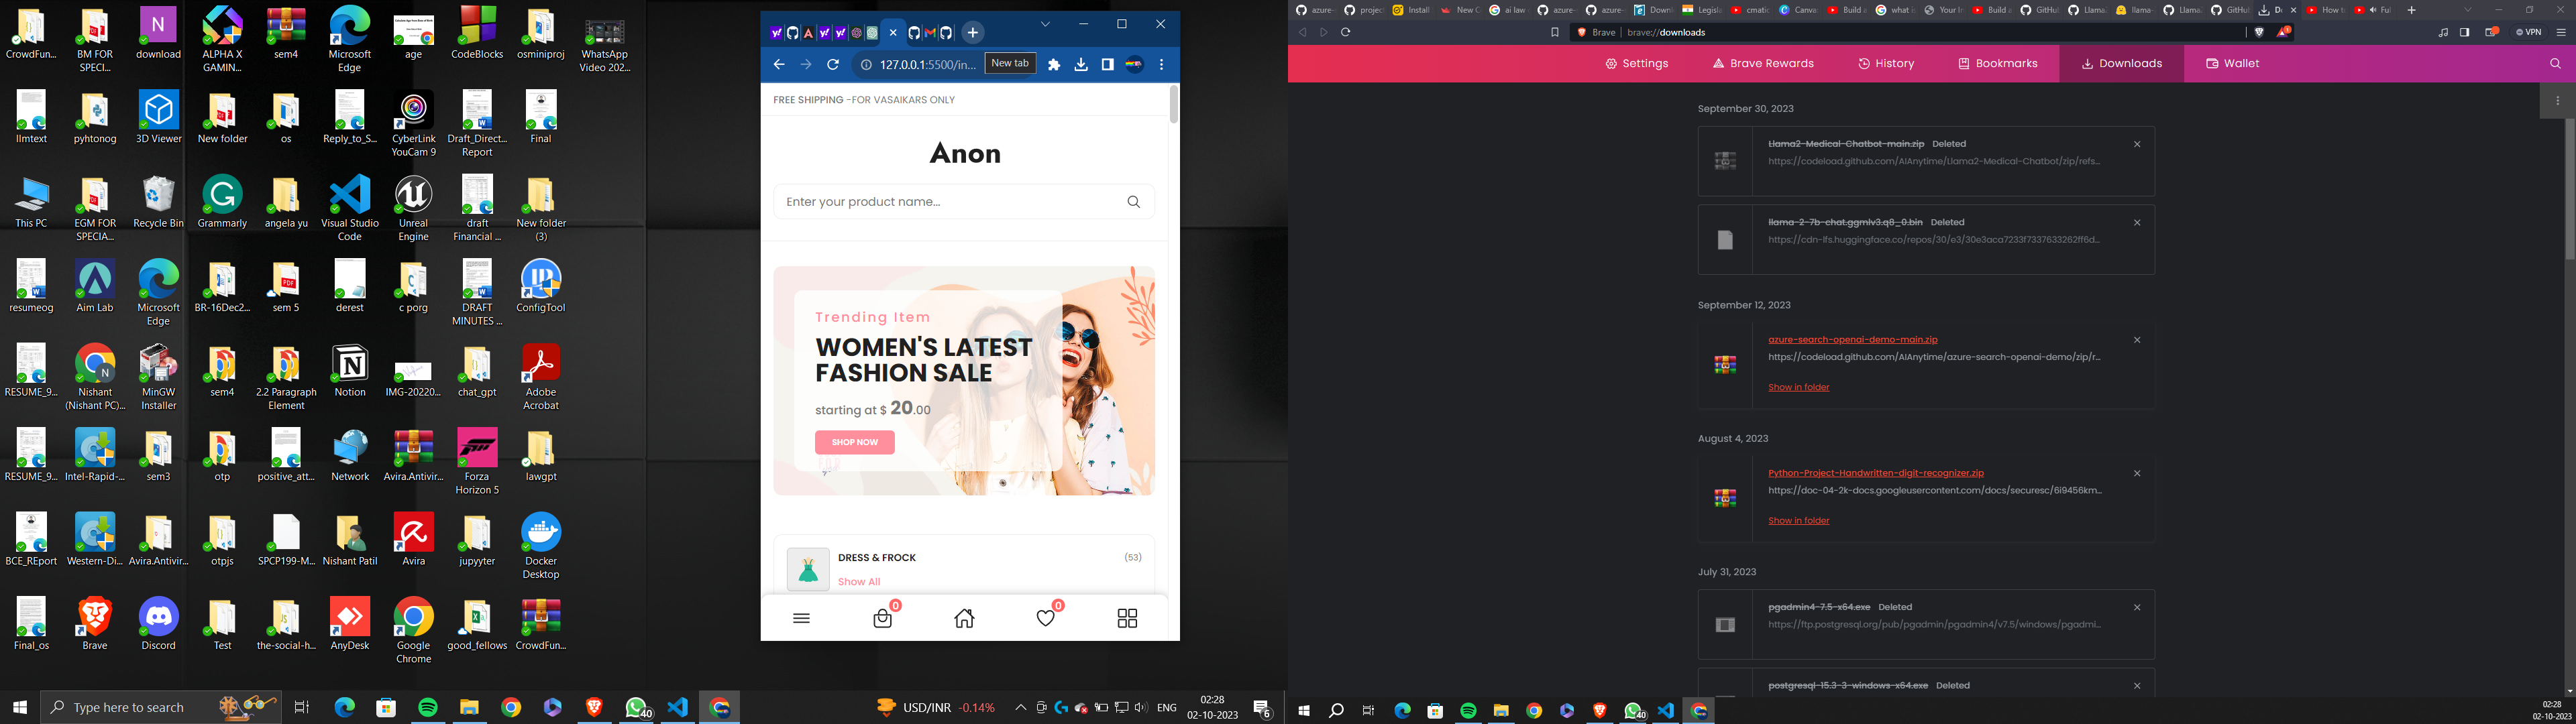 CrowdFun...
BM FOR
SPECI...
download
ALPHA X
GAMIN...
sem4
Microsoft
Edge
age
CodeBlocks
osminiproj
WhatsApp
Video 202...
llmtext
pyhtonog
3D Viewer
New folder
os
Reply_to_S...
CyberLink
YouCam 9
Draft_Direct...
Report
Final
This PC
EGM FOR
SPECIA...
Recycle Bin
Grammarly
angela yu
Visual Studio
Code
Unreal
Engine
draft
Financial ...
New folder
(3)
resumeog
Aim Lab
Microsoft
Edge
BR-16Dec2...
sem 5
derest
c porg
DRAFT
MINUTES ...
ConfigTool
RESUME_9...
Nishant
(Nishant PC)...
MinGW
Installer
sem4
2.2 Paragraph
Element
Notion
IMG-20220...
chat_gpt
Adobe
Acrobat
RESUME_9...
Intel-Rapid-...
sem3
otp
positive_att...
Network
Avira.Antivir...
Forza
Horizon 5
lawgpt
BCE_REport
Western-Di...
Avira.Antivir...
otpjs
SPCP199-M...
Nishant Patil
Avira
jupyyter
Docker
Desktop
Final_os
Brave
Discord
Test
the-social-h...
AnyDesk
Google
Chrome
good_fellows
CrowdFun...
127.0.0.1:5500/in...
New tab
FREE SHIPPING -FOR VASAIKARS ONLY
Anon
Enter your product name...
Trending Item
WOMEN'S LATEST
FASHION SALE
starting at $ 20.00
SHOP NOW
DRESS & FROCK
(53)
Show All
0
0
Type here to search
40
USD/INR -0.14%
ENG
02:28
02-10-2023
6
azure-
project
Install
New C
ai law
azure-
azure-
Downl
Legisla
cmatic
Canva
Build a
what is
Your In
Build a
GitHub
Llama2
llama-
Llama2
GitHub
Do
How to
Ful
Brave
brave://downloads
VPN
Settings
Brave Rewards
History
Bookmarks
Downloads
Wallet
September 30, 2023
Llama2-Medical-Chatbot-main.zip Deleted
https://codeload.github.com/AIAnytime/Llama2-Medical-Chatbot/zip/refs...
llama-2-7b-chat.ggmlv3.q8_0.bin Deleted
https://cdn-lfs.huggingface.co/repos/30/e3/30e3aca7233f7337633262ff6d...
September 12, 2023
azure-search-openai-demo-main.zip
https://codeload.github.com/AIAnytime/azure-search-openai-demo/zip/r...
Show in folder
August 4, 2023
Python-Project-Handwritten-digit-recognizer.zip
https://doc-04-2k-docs.googleusercontent.com/docs/securesc/6i9456km...
Show in folder
July 31, 2023
pgadmin4-7.5-x64.exe Deleted
https://ftp.postgresql.org/pub/pgadmin/pgadmin4/v7.5/windows/pgadmi...
postgresql-15.3-3-windows-x64.exe Deleted
40
02:28
02-10-2023